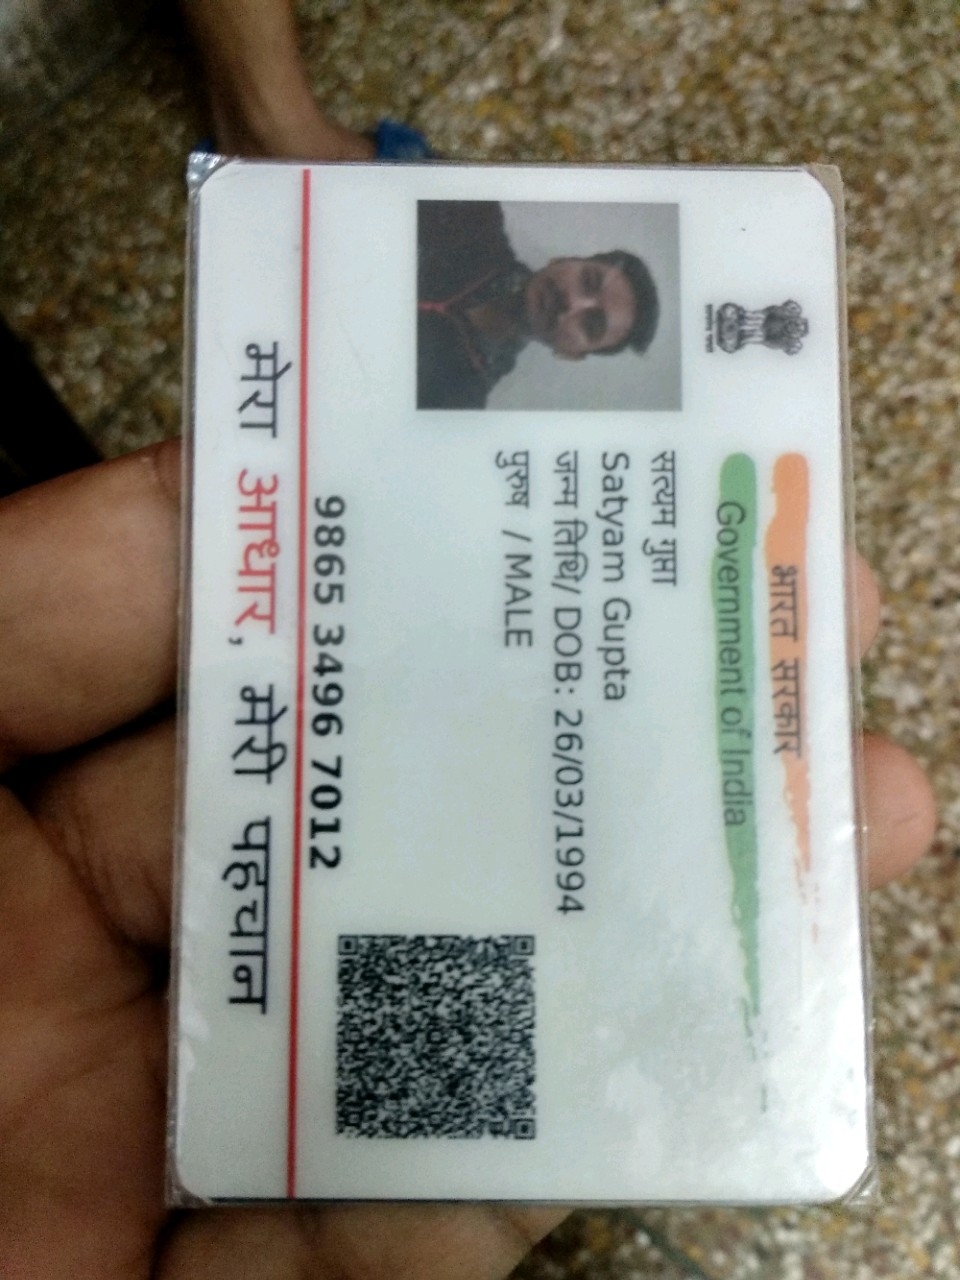 भारत सरकार
Government of India
सत्यम गुप्ता
Satyam Gupta
जन्म तिथि/ DOB: 26/03/1994
पुरुष / MALE
9865 3496 7012
मेरा आधार, मेरी पहचान